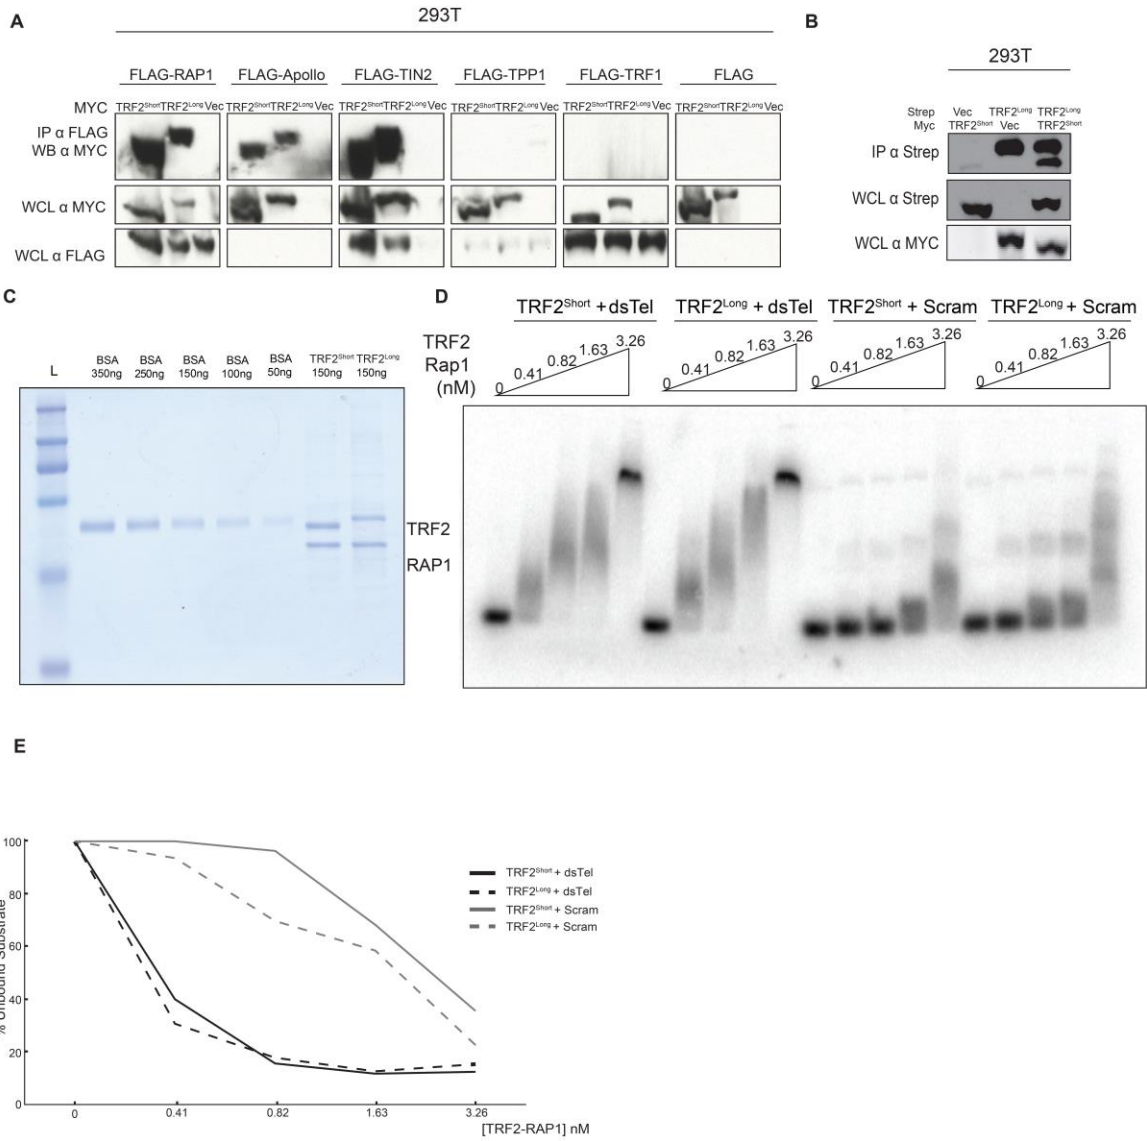 A
293T
FLAG-RAP1 FLAG-Apollo FLAG-TIN2 FLAG-TPP1 FLAG-TRF1 FLAG
MYC TRF2Short TRF2Long Vec TRF2Short TRF2Long Vec TRF2Short TRF2Long Vec TRF2Short TRF2Long Vec TRF2Short TRF2Long Vec TRF2Short TRF2Long Vec
IP α FLAG
WB α MYC
WCL α MYC
WCL α FLAG
B
293T
Strep Vec TRF2Long TRF2Long
Myc TRF2Short Vec TRF2Short
IP α Strep
WCL α Strep
WCL α MYC
C
L BSA 350ng BSA 250ng BSA 150ng BSA 100ng BSA 50ng TRF2Short 150ng TRF2Long 150ng
TRF2
RAP1
D
TRF2Short + dsTel TRF2Long + dsTel TRF2Short + Scram TRF2Long + Scram
TRF2
Rap1
(nM)
0 0.41 0.82 1.63 3.26 0 0.41 0.82 1.63 3.26 0 0.41 0.82 1.63 3.26 0 0.41 0.82 1.63 3.26
E
% Unbound Substrate
100
80
60
40
20
0
0 0.41 0.82 1.63 3.26
[TRF2-RAP1] nM
TRF2Short + dsTel
TRF2Long + dsTel
TRF2Short + Scram
TRF2Long + Scram